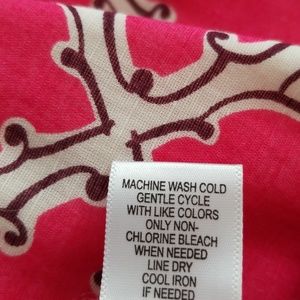 MACHINE WASH COLD
GENTLE CYCLE
WITH LIKE COLORS
ONLY NON-
CHLORINE BLEACH
WHEN NEEDED
LINE DRY
COOL IRON
IF NEEDED